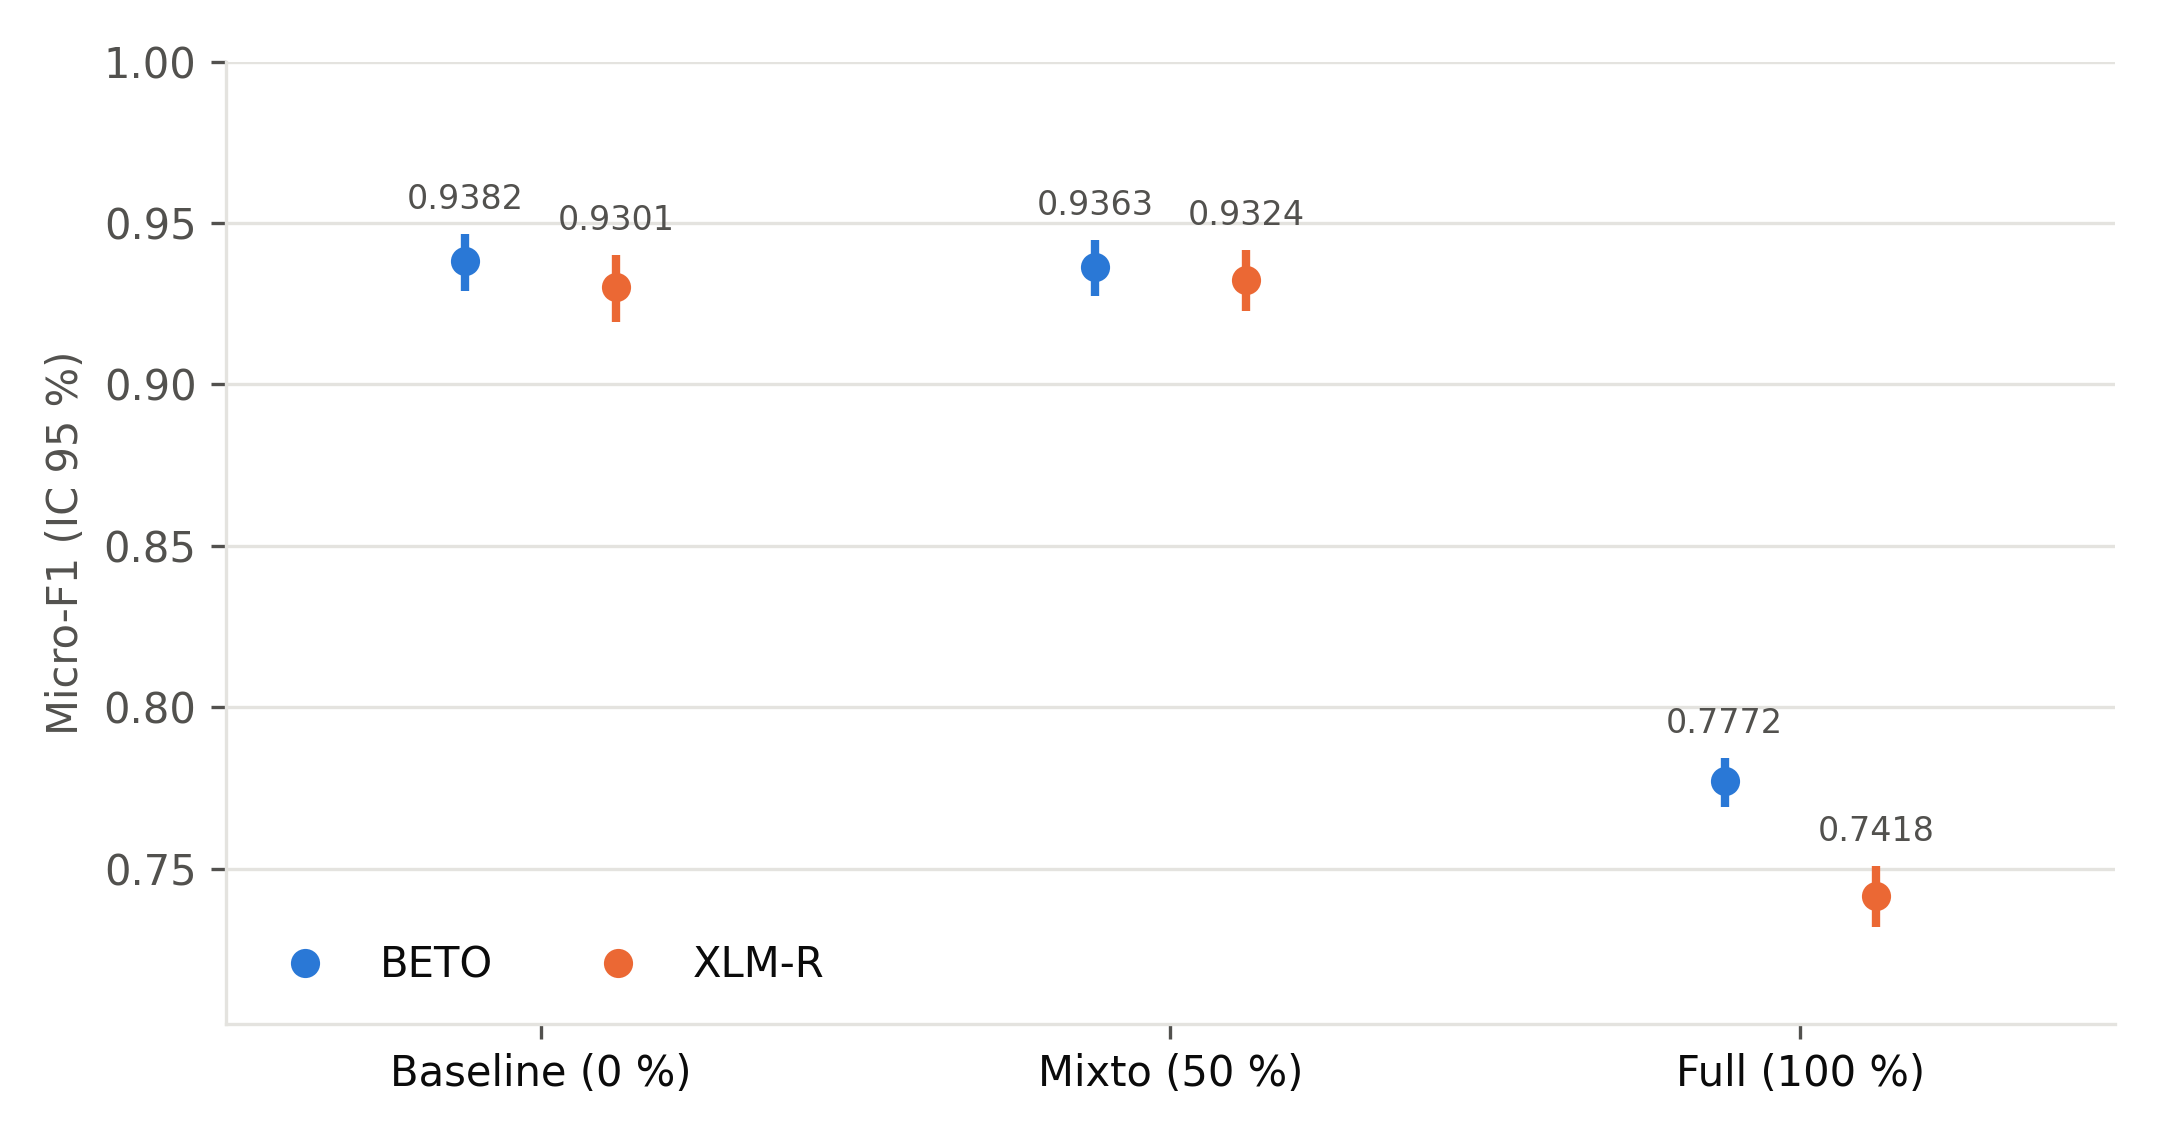 Micro-F1 (IC 95 %)
1.00
0.95
0.90
0.85
0.80
0.75
0.9382
0.9301
0.9363
0.9324
0.7772
0.7418
BETO
XLM-R
Baseline (0 %)
Mixto (50 %)
Full (100 %)